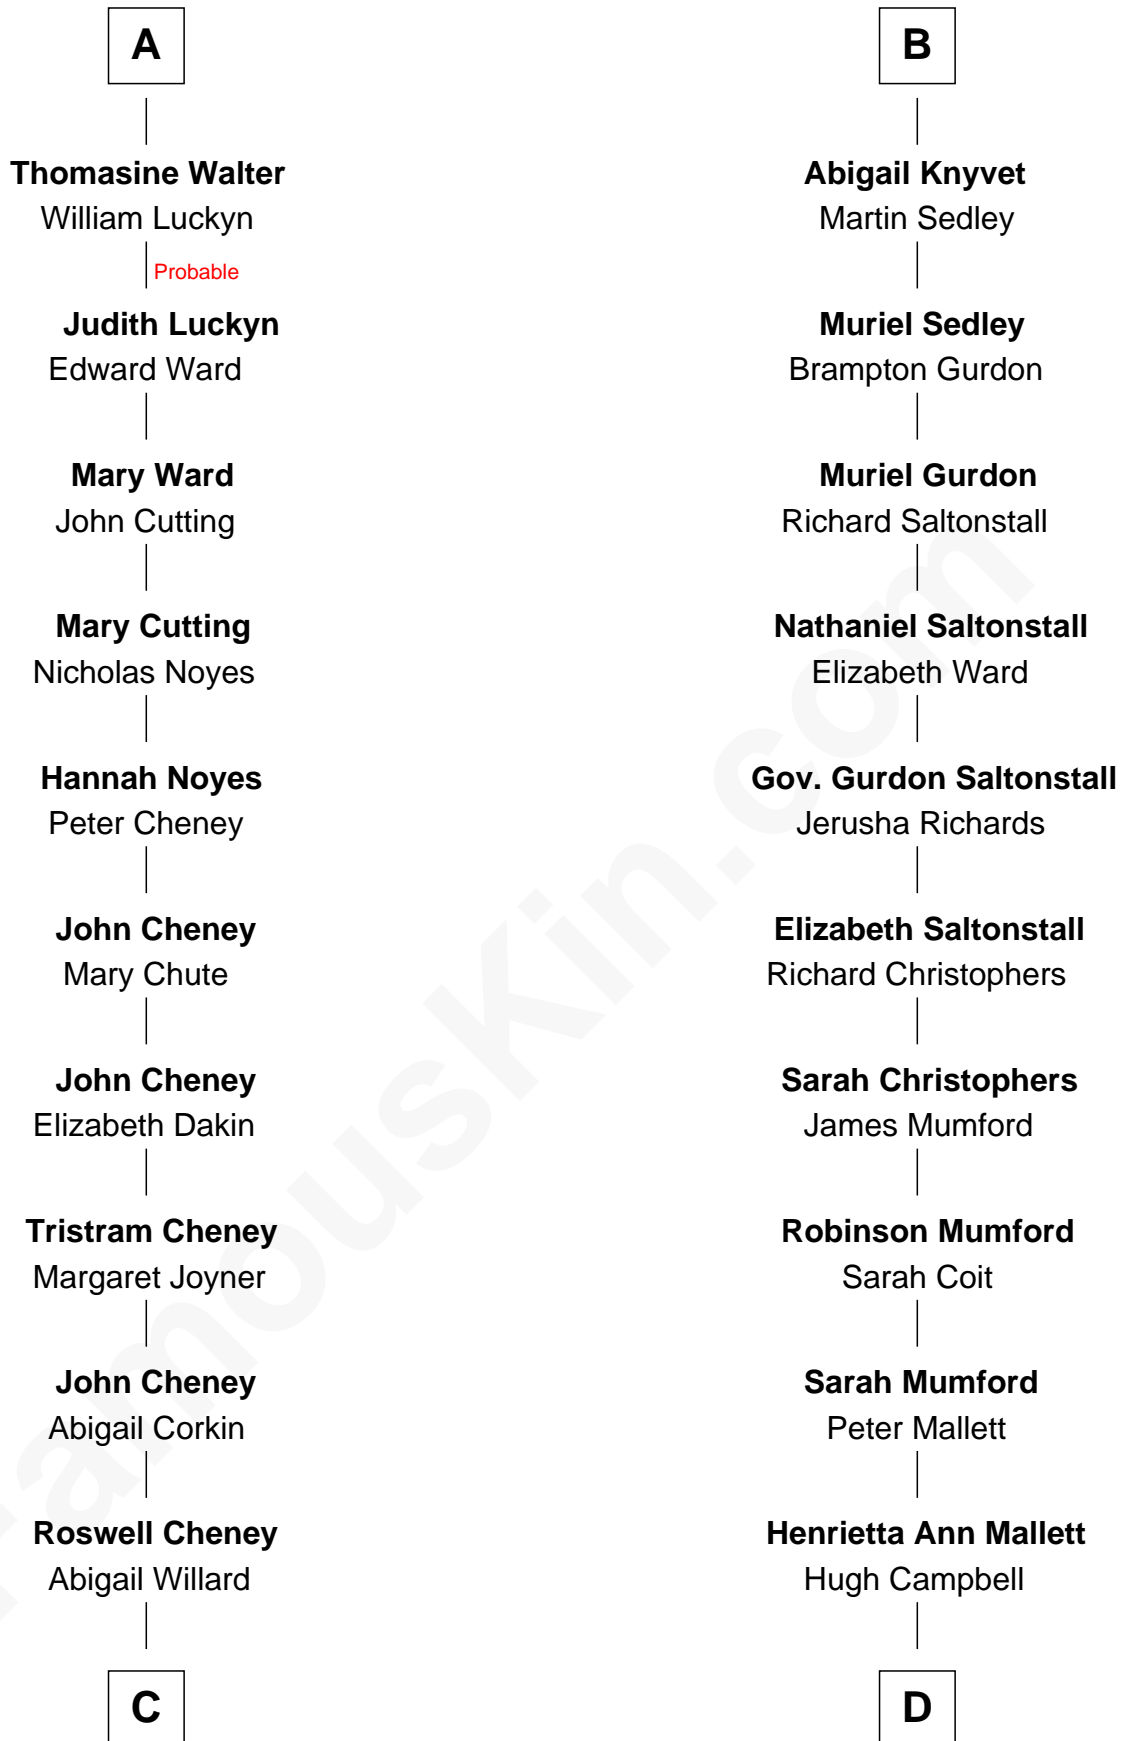 A
Thomasine Walter
William Luckyn
Probable
Judith Luckyn
Edward Ward
Mary Ward
John Cutting
Mary Cutting
Nicholas Noyes
Hannah Noyes
Peter Cheney
John Cheney
Mary Chute
John Cheney
Elizabeth Dakin
Tristram Cheney
Margaret Joyner
John Cheney
Abigail Corkin
Roswell Cheney
Abigail Willard
C
B
Abigail Knyvet
Martin Sedley
Muriel Sedley
Brampton Gurdon
Muriel Gurdon
Richard Saltonstall
Nathaniel Saltonstall
Elizabeth Ward
Gov. Gurdon Saltonstall
Jerusha Richards
Elizabeth Saltonstall
Richard Christophers
Sarah Christophers
James Mumford
Robinson Mumford
Sarah Coit
Sarah Mumford
Peter Mallett
Henrietta Ann Mallett
Hugh Campbell
D
FamousKin.com